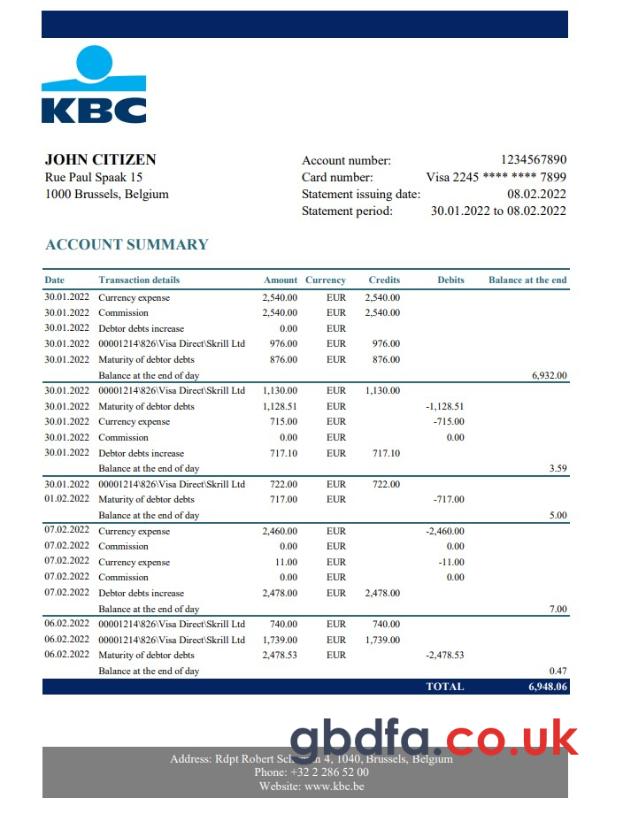 KBC
JOHN CITIZEN
Rue Paul Spaak 15
1000 Brussels, Belgium
Account number: 1234567890
Card number: Visa 2245 **** **** 7899
Statement issuing date: 08.02.2022
Statement period: 30.01.2022 to 08.02.2022
ACCOUNT SUMMARY
Date Transaction details Amount Currency Credits Debits Balance at the end
30.01.2022 Currency expense 2,540.00 EUR 2,540.00
30.01.2022 Commission 2,540.00 EUR 2,540.00
30.01.2022 Debtor debts increase 0.00 EUR
30.01.2022 00001214\826\Visa Direct\Skrill Ltd 976.00 EUR 976.00
30.01.2022 Maturity of debtor debts 876.00 EUR 876.00
Balance at the end of day 6,932.00
30.01.2022 00001214\826\Visa Direct\Skrill Ltd 1,130.00 EUR 1,130.00
30.01.2022 Maturity of debtor debts 1,128.51 EUR -1,128.51
30.01.2022 Currency expense 715.00 EUR -715.00
30.01.2022 Commission 0.00 EUR 0.00
30.01.2022 Debtor debts increase 717.10 EUR 717.10
Balance at the end of day 3.59
30.01.2022 00001214\826\Visa Direct\Skrill Ltd 722.00 EUR 722.00
01.02.2022 Maturity of debtor debts 717.00 EUR -717.00
Balance at the end of day 5.00
07.02.2022 Currency expense 2,460.00 EUR -2,460.00
07.02.2022 Commission 0.00 EUR 0.00
07.02.2022 Currency expense 11.00 EUR -11.00
07.02.2022 Commission 0.00 EUR 0.00
07.02.2022 Debtor debts increase 2,478.00 EUR 2,478.00
Balance at the end of day 7.00
06.02.2022 00001214\826\Visa Direct\Skrill Ltd 740.00 EUR 740.00
06.02.2022 00001214\826\Visa Direct\Skrill Ltd 1,739.00 EUR 1,739.00
06.02.2022 Maturity of debtor debts 2,478.53 EUR -2,478.53
Balance at the end of day 0.47
TOTAL 6,948.06
gbdfa.co.uk
Address: Rdpt Robert 4, 1040, Brussels, Belgium
Phone: +32 2 286 52 00
Website: www.kbc.be